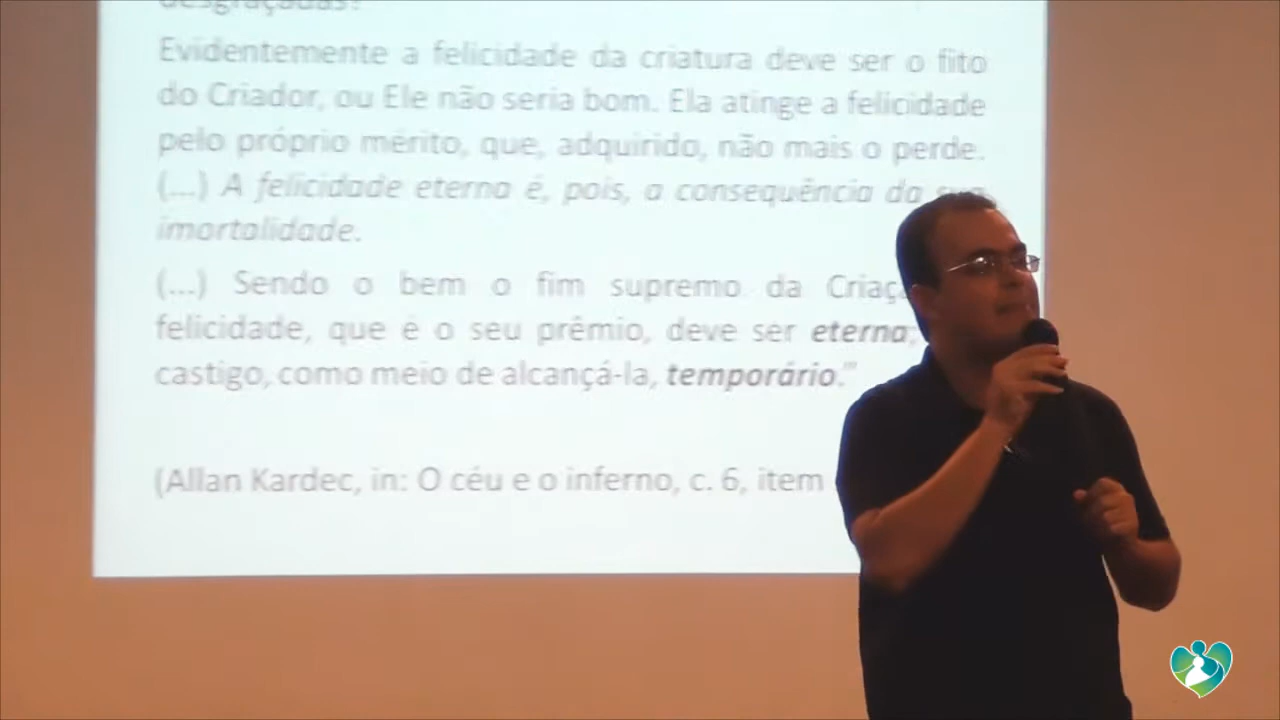 desgraçadas?
Evidentemente a felicidade da criatura deve ser o fito
do Criador, ou Ele não seria bom. Ela atinge a felicidade
pelo próprio mérito, que, adquirido, não mais o perde.
(...) A felicidade eterna é, pois, a consequência da sua
imortalidade.
(...) Sendo o bem o fim supremo da
felicidade, que é o seu prêmio, deve ser eterna,
castigo, como meio de alcançá-la, temporário."
(Allan Kardec, in: O céu e o inferno, c. 6, item